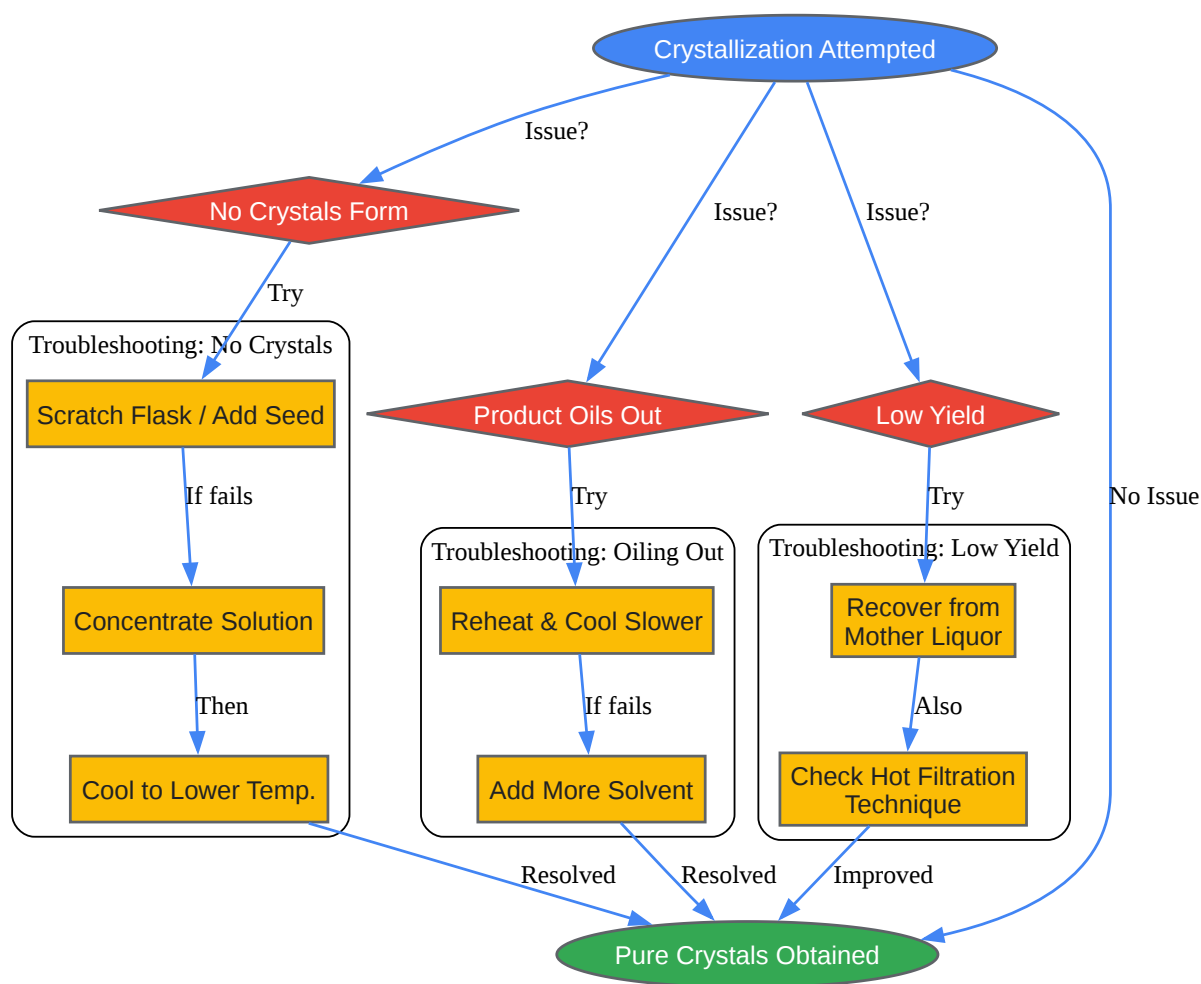 Crystallization Attempted
Issue?
No Crystals Form
Issue?
Issue?
Try
Troubleshooting: No Crystals
Scratch Flask / Add Seed
Product Oils Out
Low Yield
If fails
Try
Try
No Issue
Troubleshooting: Oiling Out
Troubleshooting: Low Yield
Concentrate Solution
Reheat & Cool Slower
Recover from
Mother Liquor
Then
If fails
Also
Cool to Lower Temp.
Add More Solvent
Check Hot Filtration
Technique
Resolved
Resolved
Improved
Pure Crystals Obtained